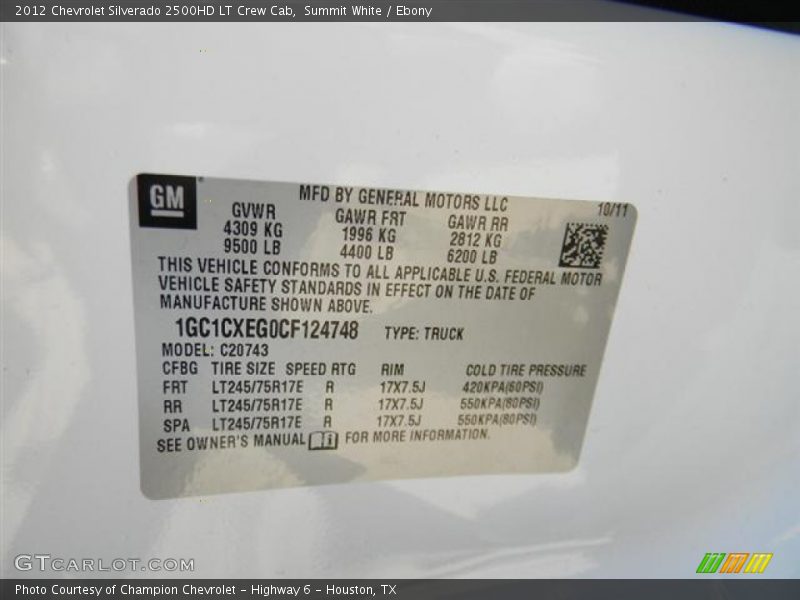 2012 Chevrolet Silverado 2500HD LT Crew Cab,  Summit White / Ebony
GM
MFD BY GENERAL MOTORS LLC
10/11
GVWR GAWR FRT GAWR RR
4309 KG 1996 KG 2812 KG
9500 LB 4400 LB 6200 LB
THIS VEHICLE CONFORMS TO ALL APPLICABLE U.S. FEDERAL MOTOR
VEHICLE SAFETY STANDARDS IN EFFECT ON THE DATE OF
MANUFACTURE SHOWN ABOVE.
1GC1CXEG0CF124748 TYPE: TRUCK
MODEL: C20743
CFBG TIRE SIZE SPEED RTG RIM COLD TIRE PRESSURE
FRT LT245/75R17E R 17X7.5J 420KPA(60PSI)
RR LT245/75R17E R 17X7.5J 550KPA(80PSI)
SPA LT245/75R17E R 17X7.5J 550KPA(80PSI)
SEE OWNER'S MANUAL FOR MORE INFORMATION.
GTCARLOT.COM
Photo Courtesy of Champion Chevrolet - Highway 6 - Houston, TX